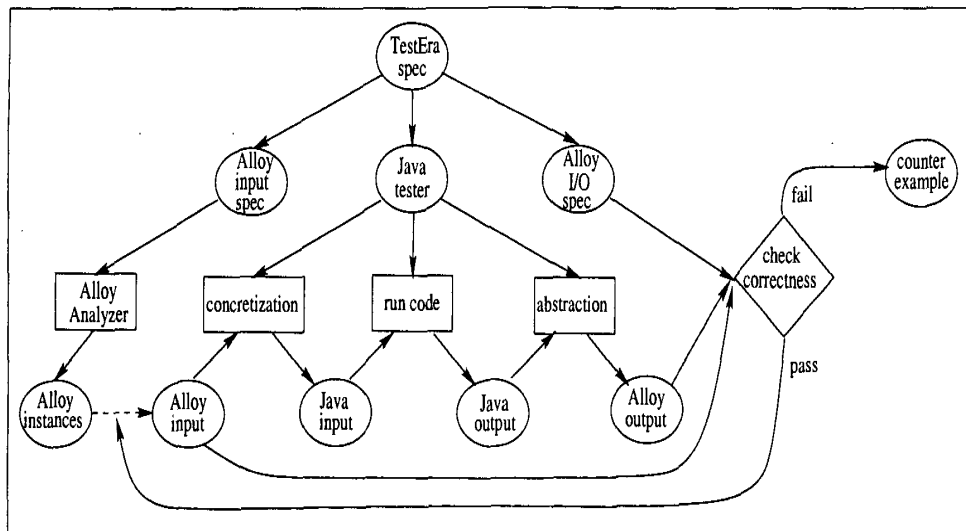 TestEra
spec
Alloy
input
spec
Java
tester
Alloy
I/O
spec
counter
example
fail
check
correctness
Alloy
Analyzer
concretization
run code
abstraction
pass
Alloy
instances
Alloy
input
Java
input
Java
output
Alloy
output